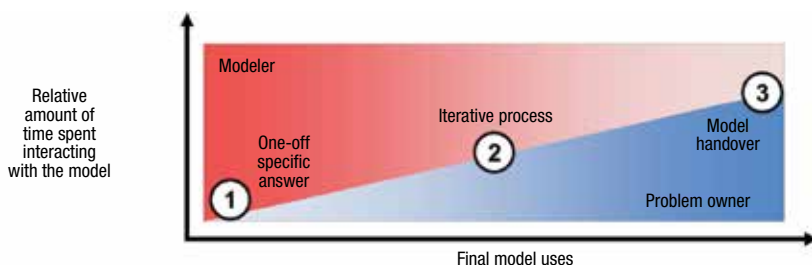 Relative
amount of
time spent
interacting
with the model
Modeler
One-off
specific
answer
1
Iterative process
2
3
Model
handover
Problem owner
Final model uses